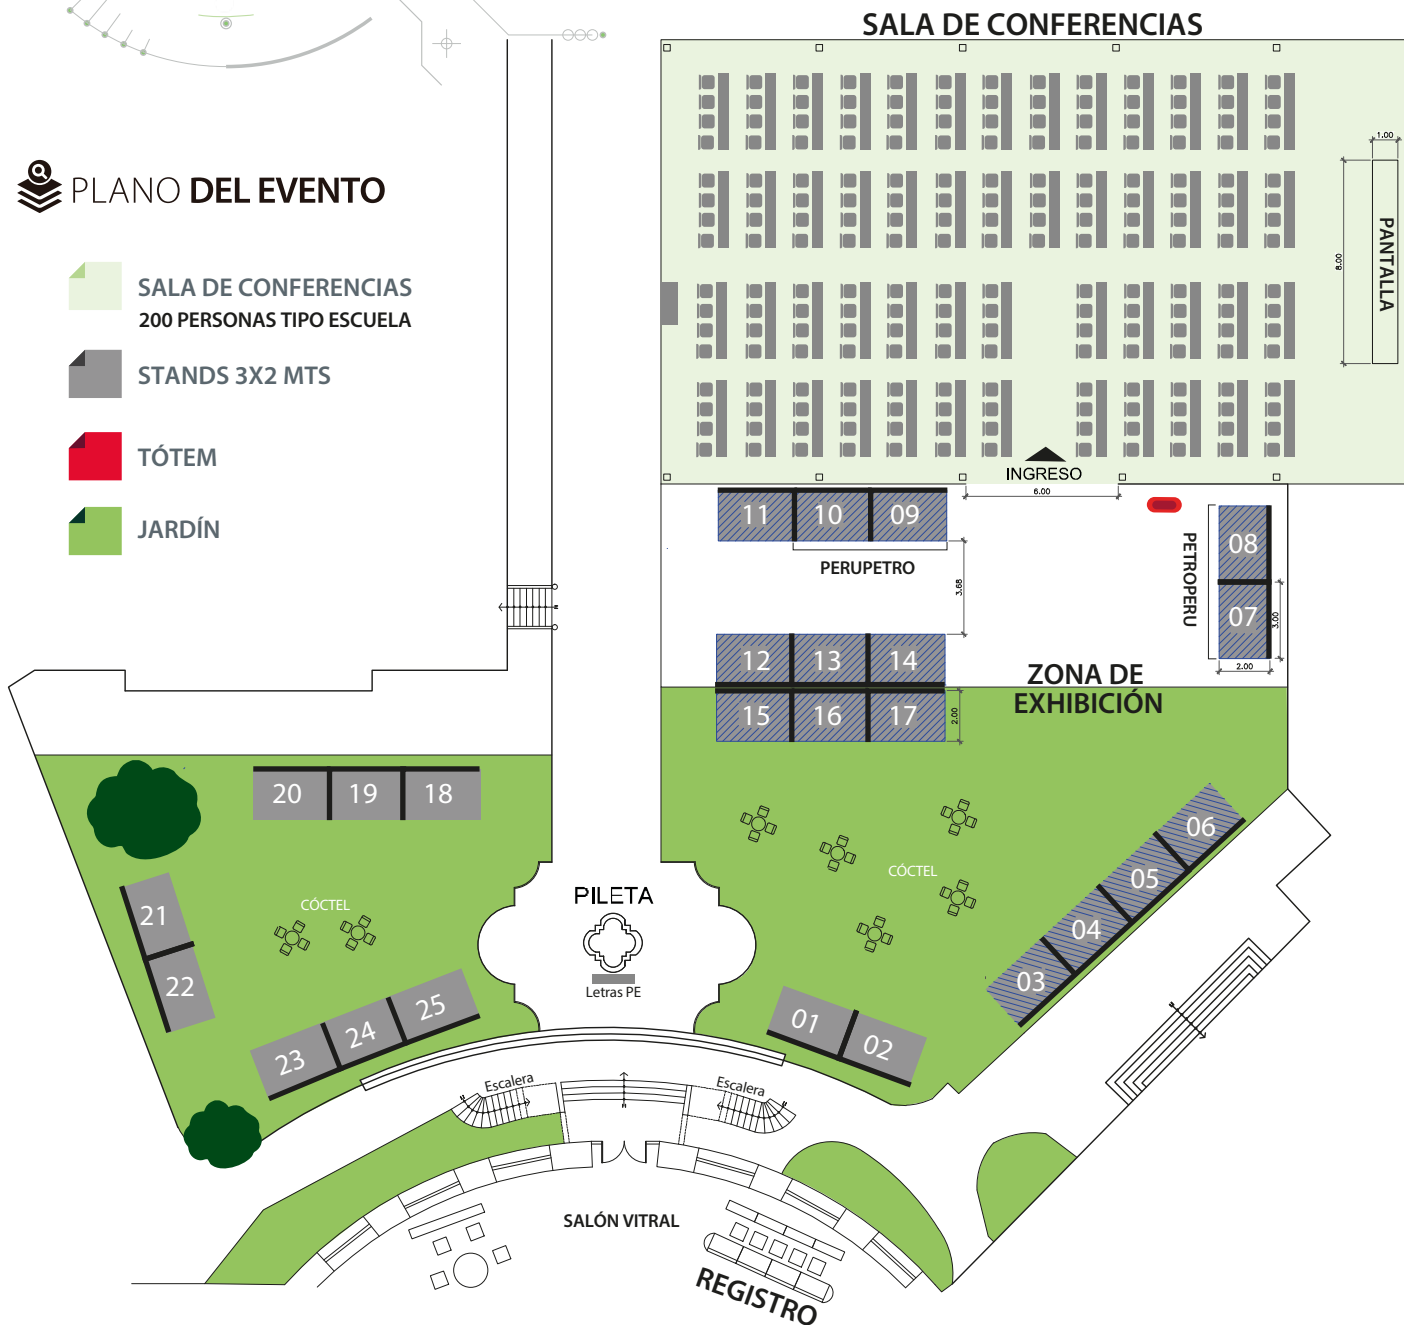 SALA DE CONFERENCIAS
1.00
PLANO DEL EVENTO
PANTALLA
8.00
SALA DE CONFERENCIAS
200 PERSONAS TIPO ESCUELA
STANDS 3X2 MTS
TÓTEM
JARDÍN
INGRESO
6.00
11
10
09
PERUPETRO
3.68
PETROPERU
08
07
3.00
2.00
12
13
14
15
16
17
2.00
ZONA DE
EXHIBICIÓN
20
19
18
06
05
04
03
CÓCTEL
CÓCTEL
PILETA
Letras PE
21
22
23
24
25
01
02
Escalera
Escalera
SALÓN VITRAL
REGISTRO